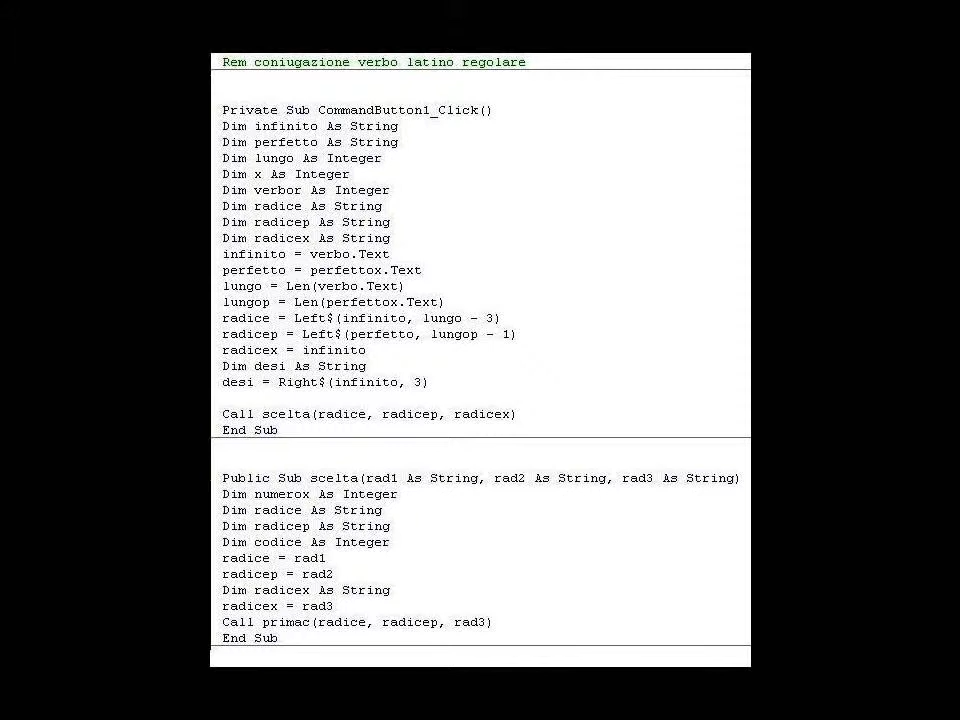 Rem coniugazione verbo latino regolare
Private Sub CommandButton1_Click()
Dim infinito As String
Dim perfetto As String
Dim lungo As Integer
Dim x As Integer
Dim verbor As Integer
Dim radice As String
Dim radicep As String
Dim radicex As String
infinito = verbo.Text
perfetto = perfettox.Text
lungo = Len(verbo.Text)
lungop = Len(perfettox.Text)
radice = Left$(infinito, lungo - 3)
radicep = Left$(perfetto, lungop - 1)
radicex = infinito
Dim desi As String
desi = Right$(infinito, 3)
Call scelta(radice, radicep, radicex)
End Sub
Public Sub scelta(rad1 As String, rad2 As String, rad3 As String)
Dim numerox As Integer
Dim radice As String
Dim radicep As String
Dim codice As Integer
radice = rad1
radicep = rad2
Dim radicex As String
radicex = rad3
Call primac(radice, radicep, rad3)
End Sub